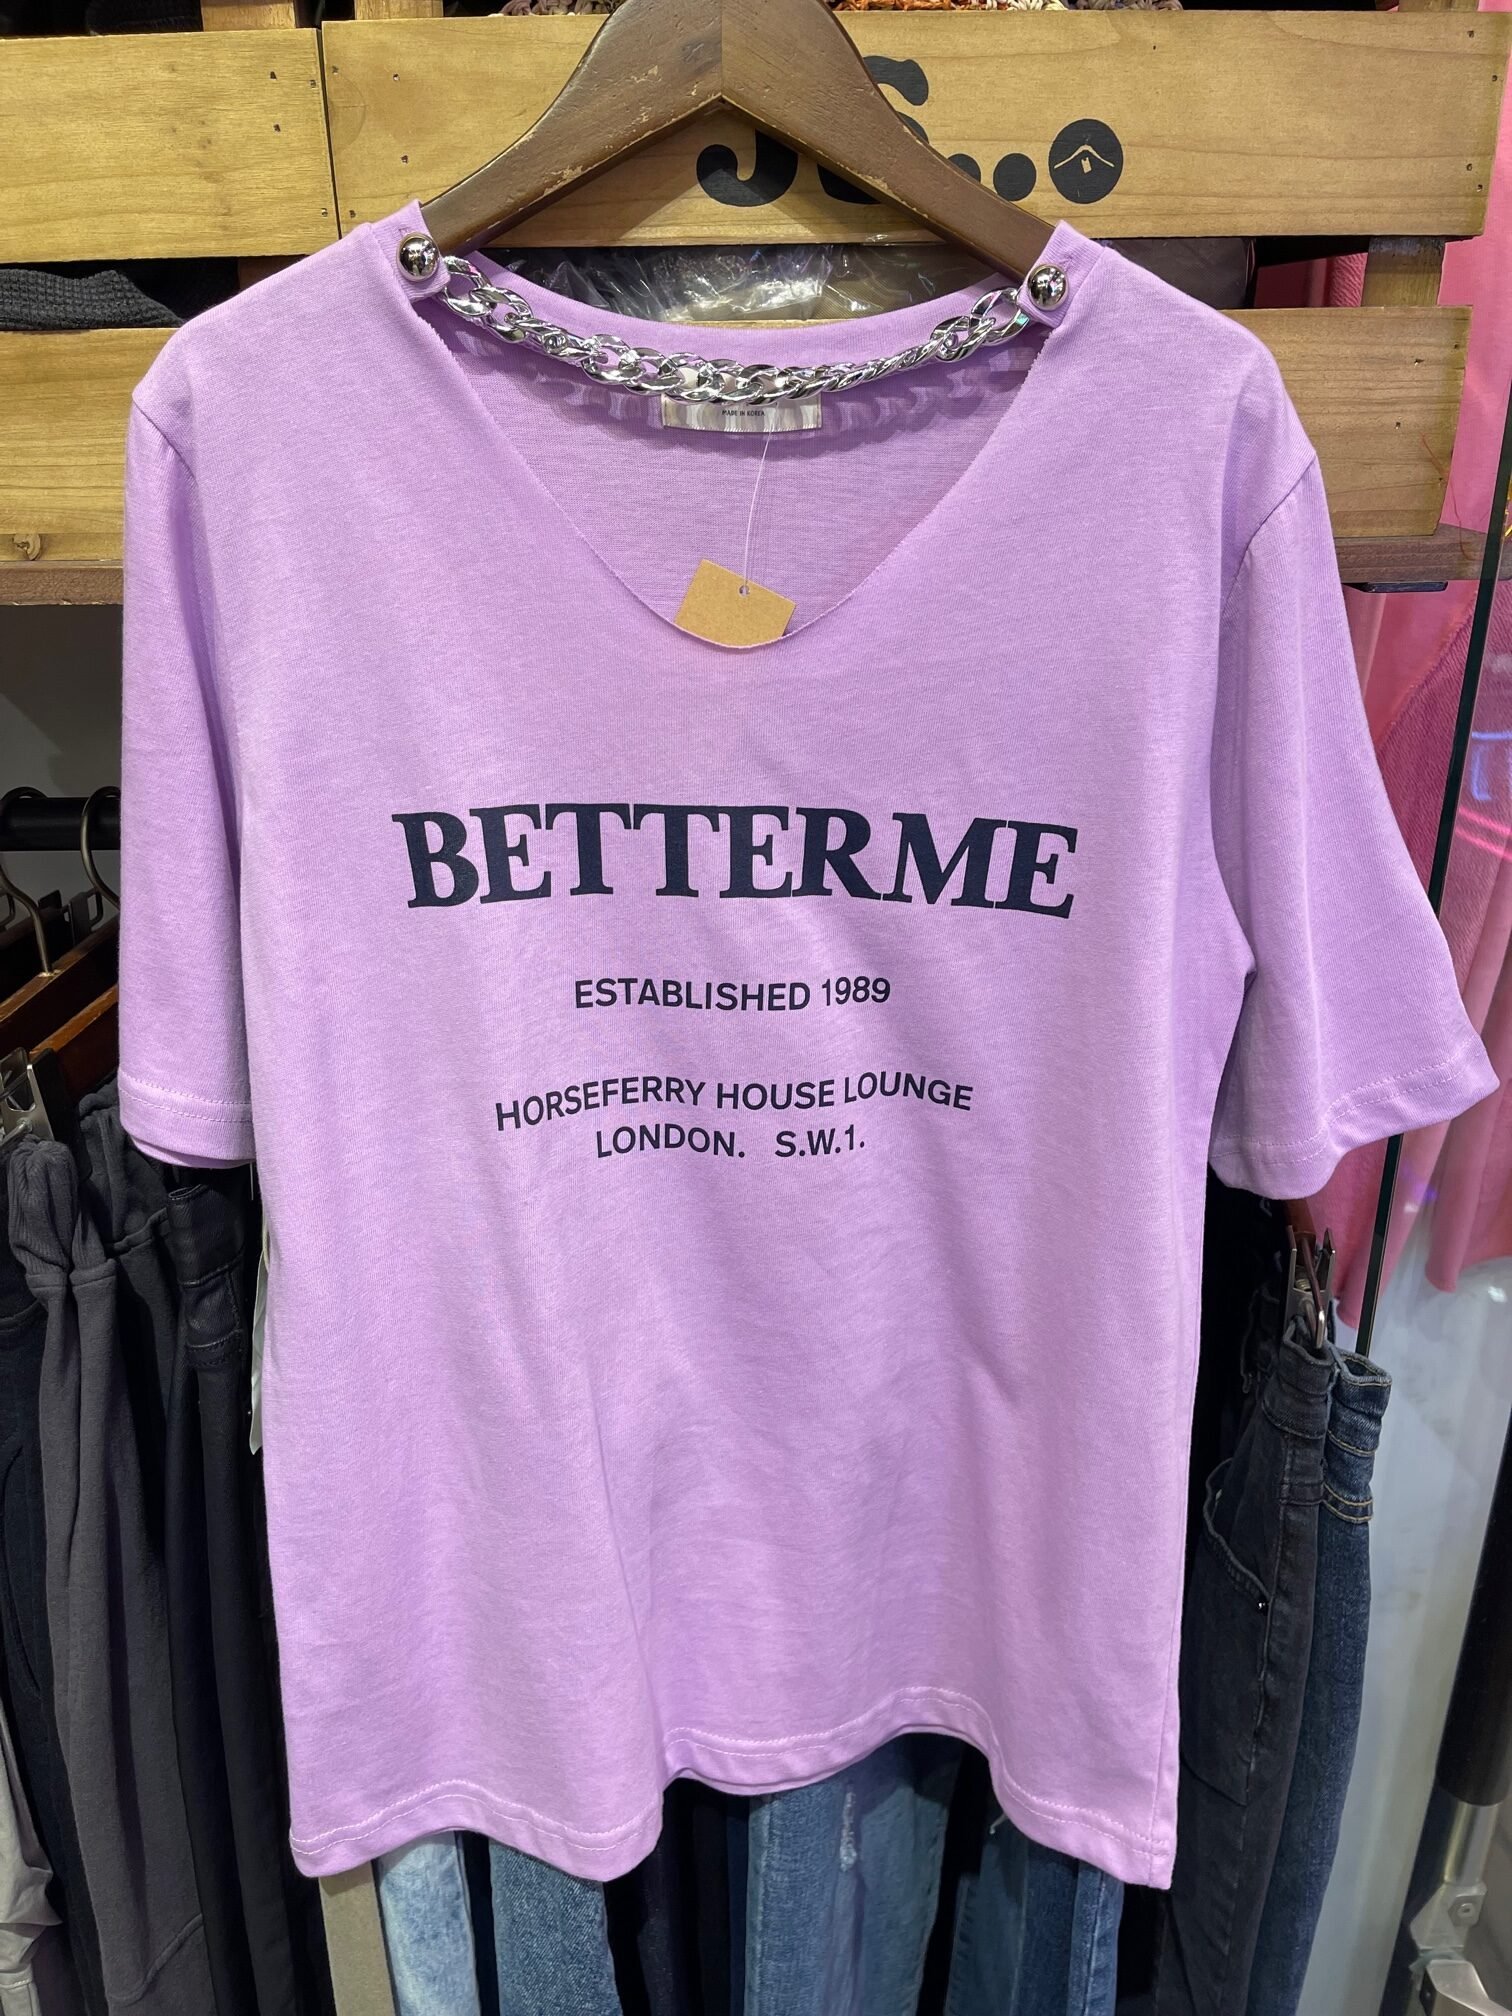 MADE IN KOREA
BETTERME
ESTABLISHED 1989
HORSEFERRY HOUSE LOUNGE
LONDON. S.W.1.